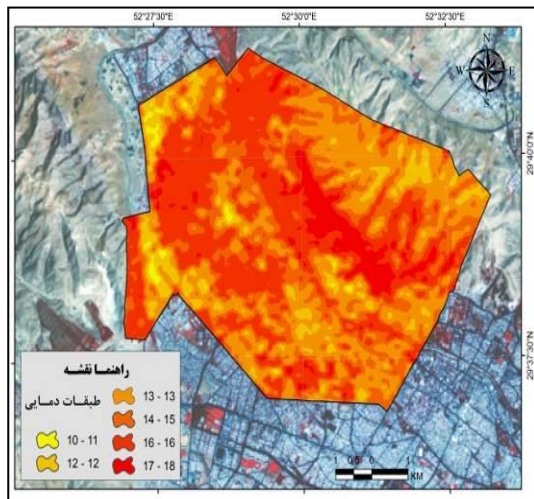 52°27'30"E 52°30'0"E 52°32'30"E
N
W E
S
29°40'0"N
29°37'30"N
راهنما نقشه
طبقات دمایی
10 - 11
12 - 12
13 - 13
14 - 15
16 - 16
17 - 18
1 0.5 0 1
KM